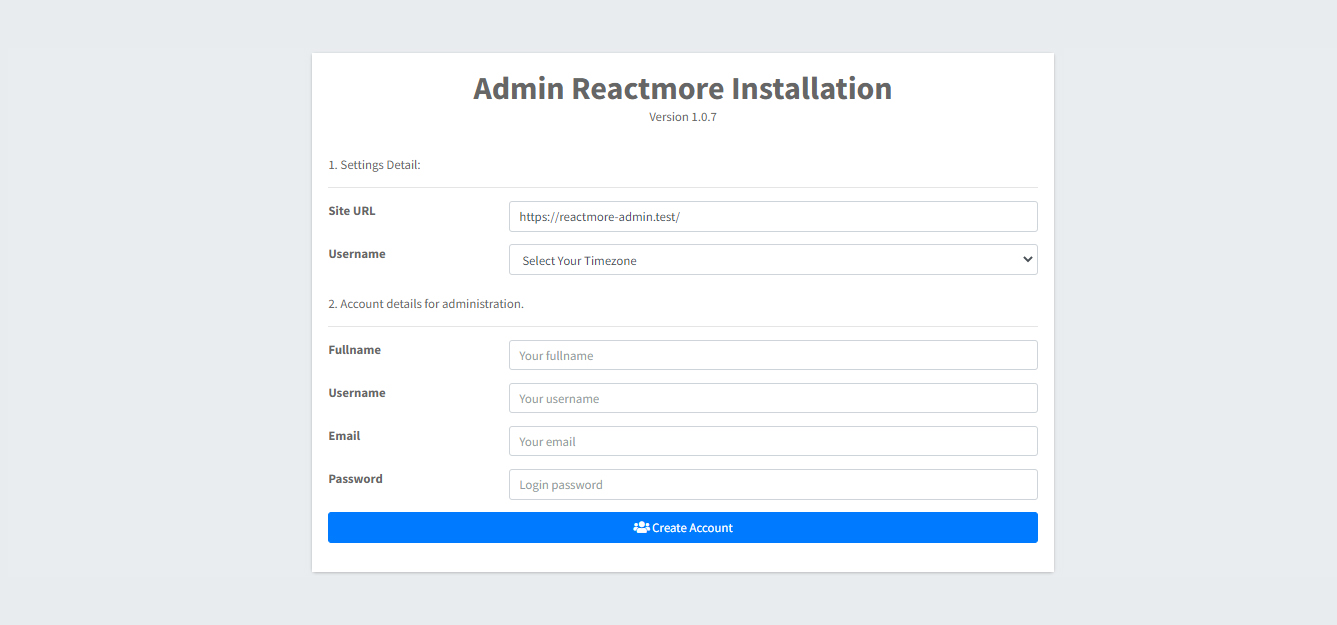 Admin Reactmore Installation
Version 1.0.7
1. Settings Detail:
Site URL
https://reactmore-admin.test/
Username
Select Your Timezone
2. Account details for administration.
Fullname
Your fullname
Username
Your username
Email
Your email
Password
Login password
Create Account